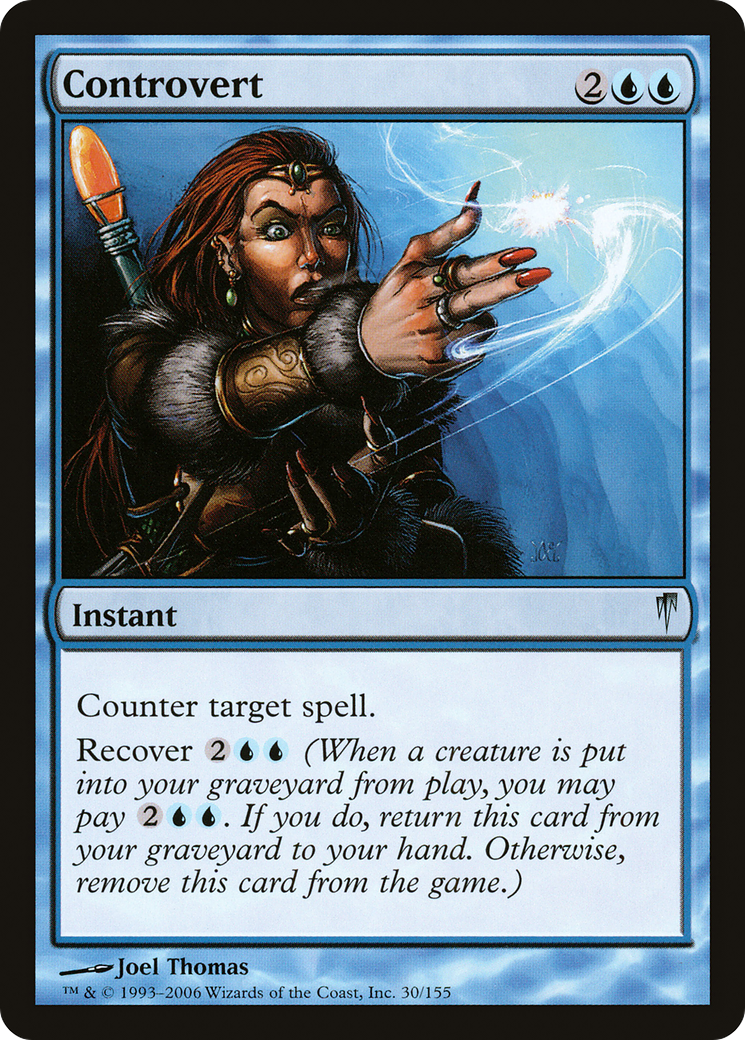 Controvert 2
Instant
Counter target spell.
Recover 2 (When a creature is put
into your graveyard from play, you may
pay 2. If you do, return this card from
your graveyard to your hand. Otherwise,
remove this card from the game.)
Joel Thomas
™ & © 1993–2006 Wizards of the Coast, Inc. 30/155